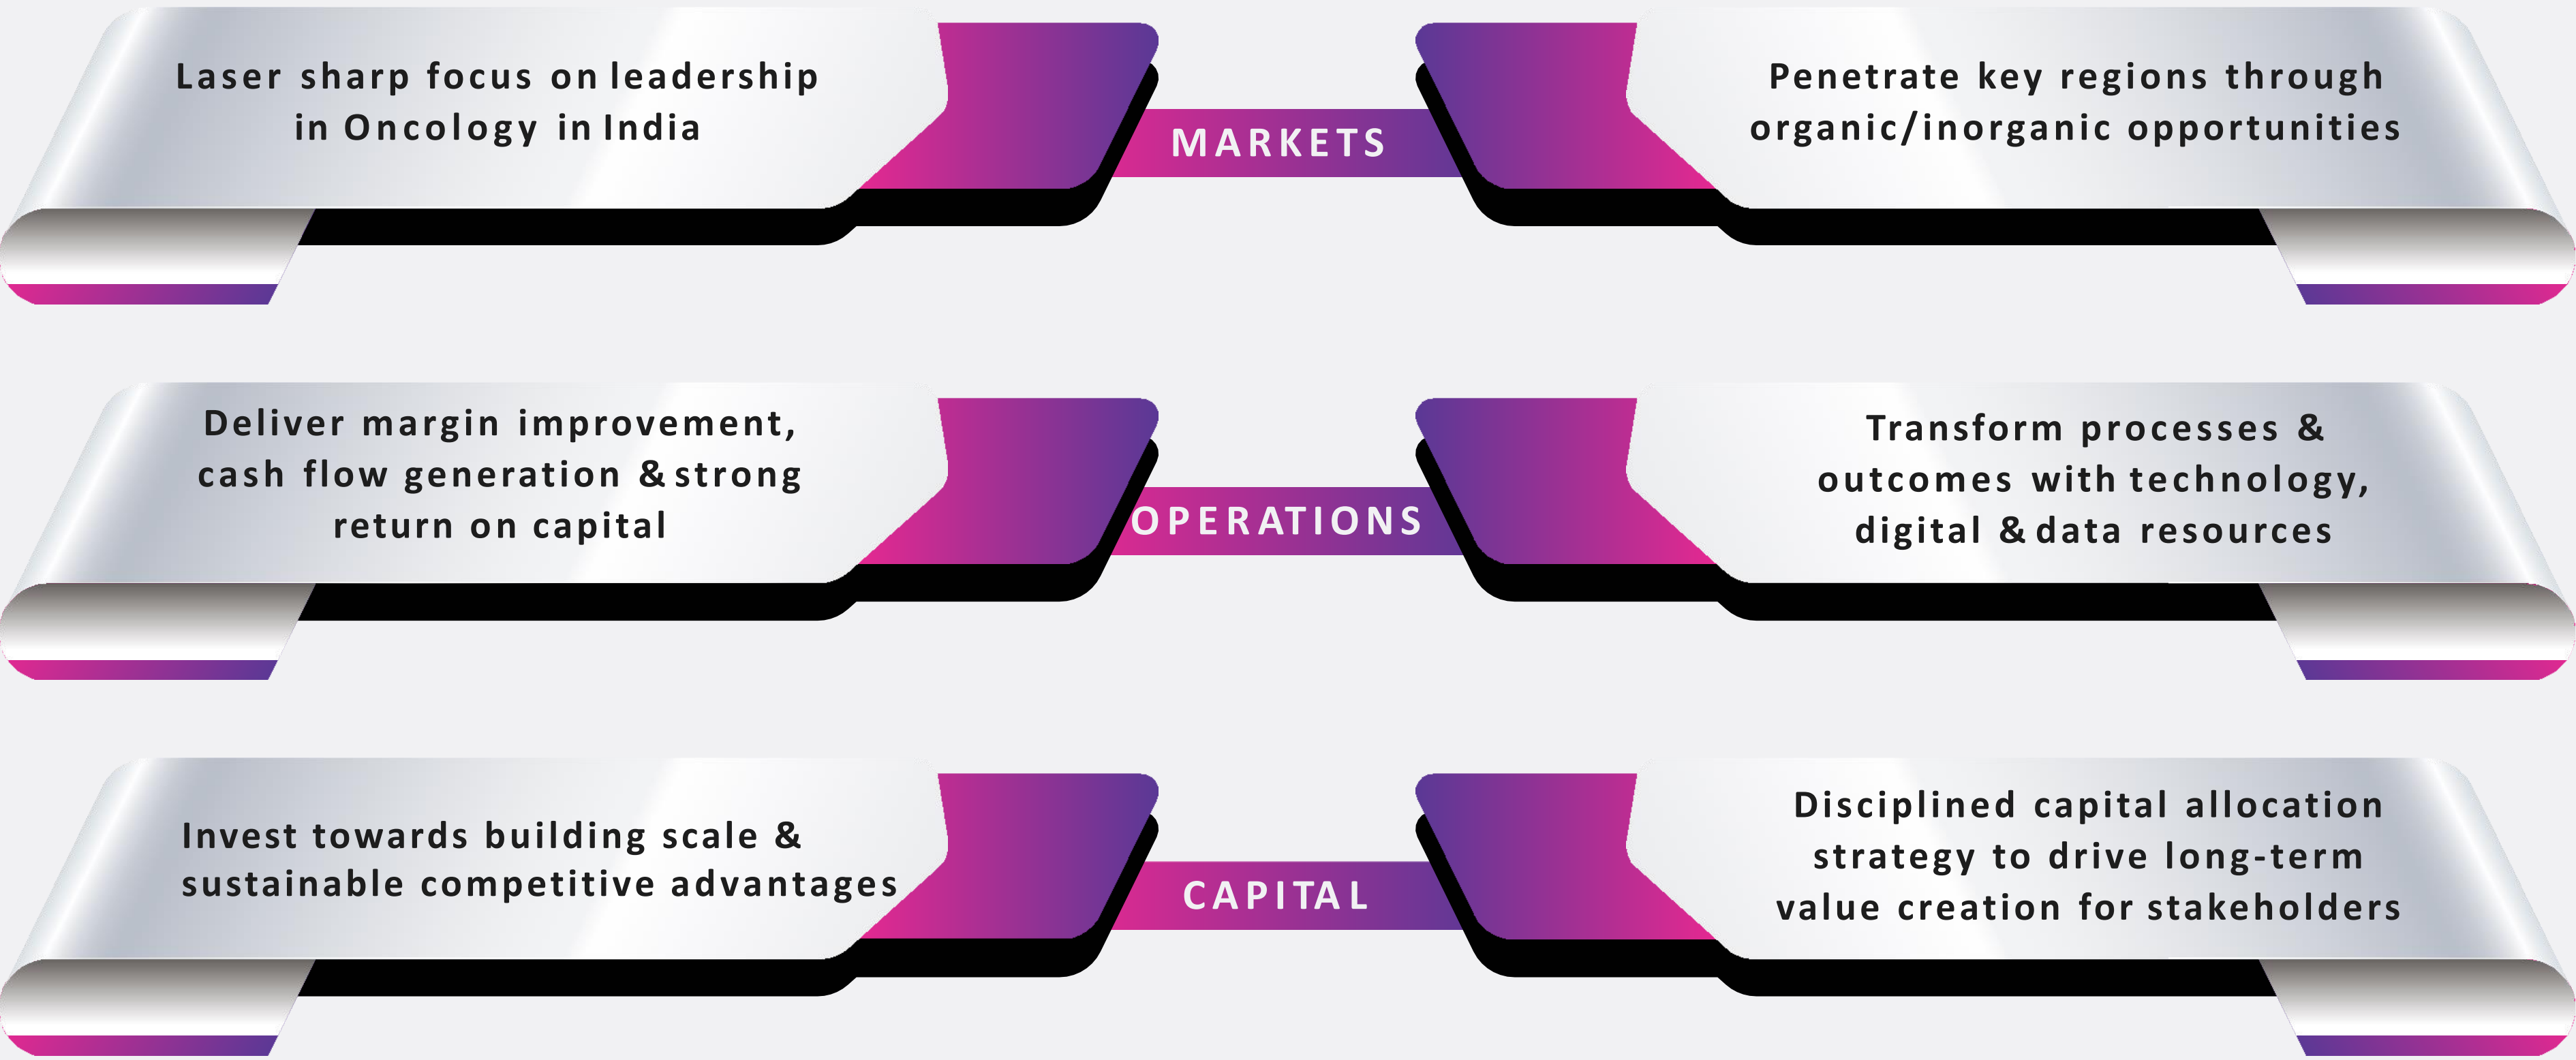 Laser sharp focus on leadership
in Oncology in India
MARKETS
Penetrate key regions through
organic/inorganic opportunities
Deliver margin improvement,
cash flow generation & strong
return on capital
OPERATIONS
Transform processes &
outcomes with technology,
digital & data resources
Invest towards building scale &
sustainable competitive advantages
CAPITAL
Disciplined capital allocation
strategy to drive long-term
value creation for stakeholders